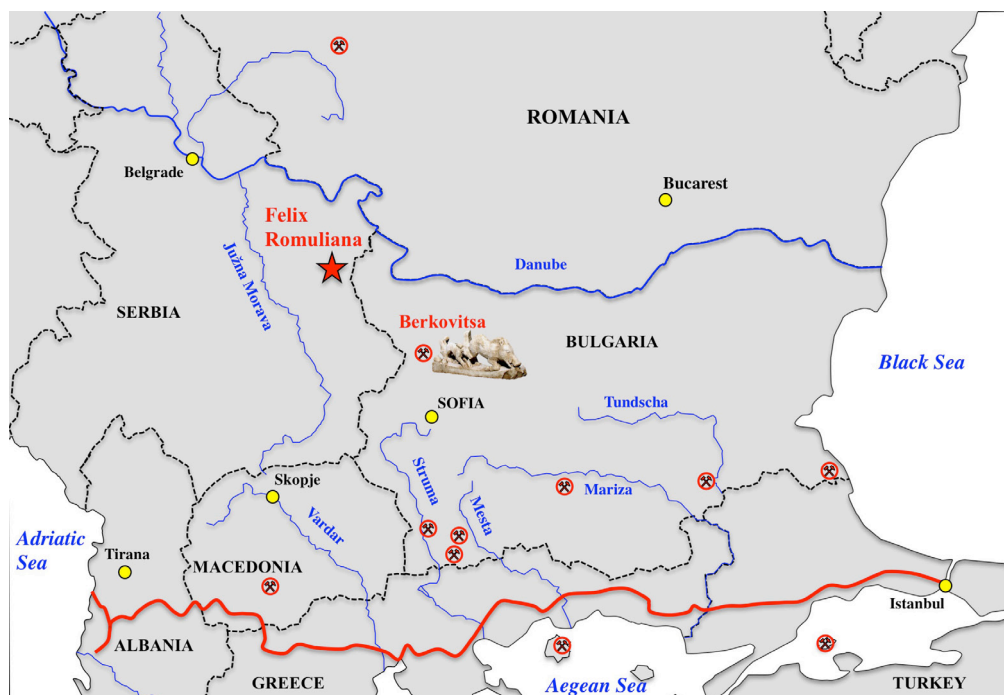 ROMANIA
Belgrade
Bucarest
Felix
Romuliana
Južna Morava
Danube
SERBIA
Berkovitsa
BULGARIA
Black Sea
SOFIA
Tundscha
Struma
Skopje
Mesta
Mariza
Vardar
Adriatic
Sea
Tirana
MACEDONIA
Istanbul
ALBANIA
GREECE
Aegean Sea
TURKEY